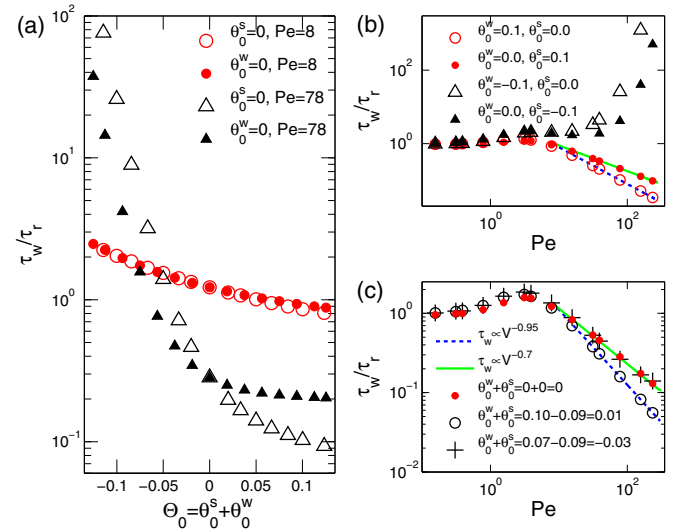 (a)
θ₀ˢ=0, Pe=8
θ₀ʷ=0, Pe=8
θ₀ˢ=0, Pe=78
θ₀ʷ=0, Pe=78
10²
10¹
10⁰
10⁻¹
τ_w/τ_r
-0.1 -0.05 0 0.05 0.1
Θ₀=θ₀ˢ+θ₀ʷ
(b)
θ₀ʷ=0.1, θ₀ˢ=0.0
θ₀ʷ=0.0, θ₀ˢ=0.1
θ₀ʷ=-0.1, θ₀ˢ=0.0
θ₀ʷ=0.0, θ₀ˢ=-0.1
10³
10²
10¹
10⁰
10⁻¹
τ_w/τ_r
10⁰ 10²
Pe
(c)
τ_w∝V⁻⁰·⁹⁵
τ_w∝V⁻⁰·⁷
θ₀ʷ+θ₀ˢ=0+0=0
θ₀ʷ+θ₀ˢ=0.10-0.09=0.01
θ₀ʷ+θ₀ˢ=0.07-0.09=-0.03
10⁰
10⁻¹
10⁻²
τ_w/τ_r
10⁰ 10²
Pe